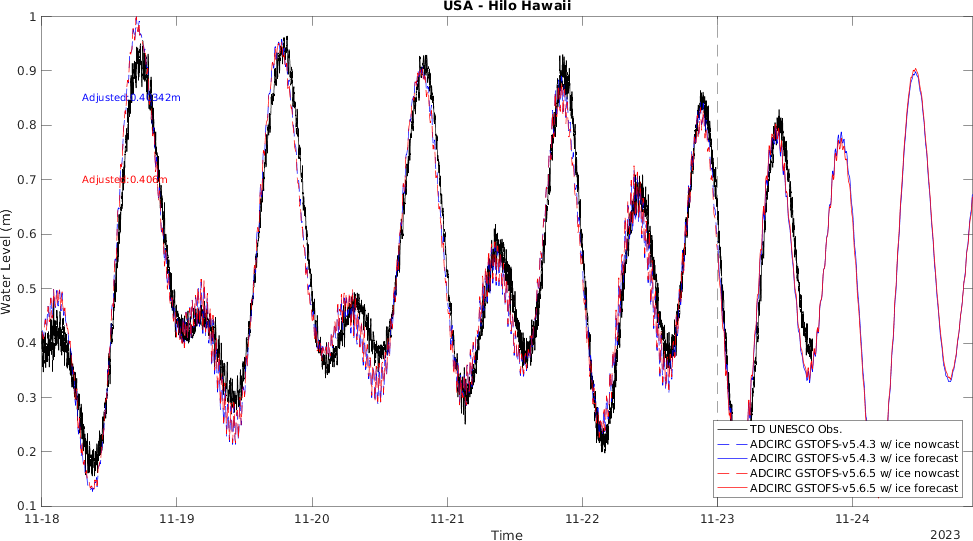 USA - Hilo Hawaii
1
0.9
0.8
0.7
0.6
0.5
0.4
0.3
0.2
0.1
Water Level (m)
Adjusted:0.40342m
Adjusted:0.406m
TD UNESCO Obs.
ADCIRC GSTOFS-v5.4.3 w/ ice nowcast
ADCIRC GSTOFS-v5.4.3 w/ ice forecast
ADCIRC GSTOFS-v5.6.5 w/ ice nowcast
ADCIRC GSTOFS-v5.6.5 w/ ice forecast
11-18 11-19 11-20 11-21 11-22 11-23 11-24
Time
2023